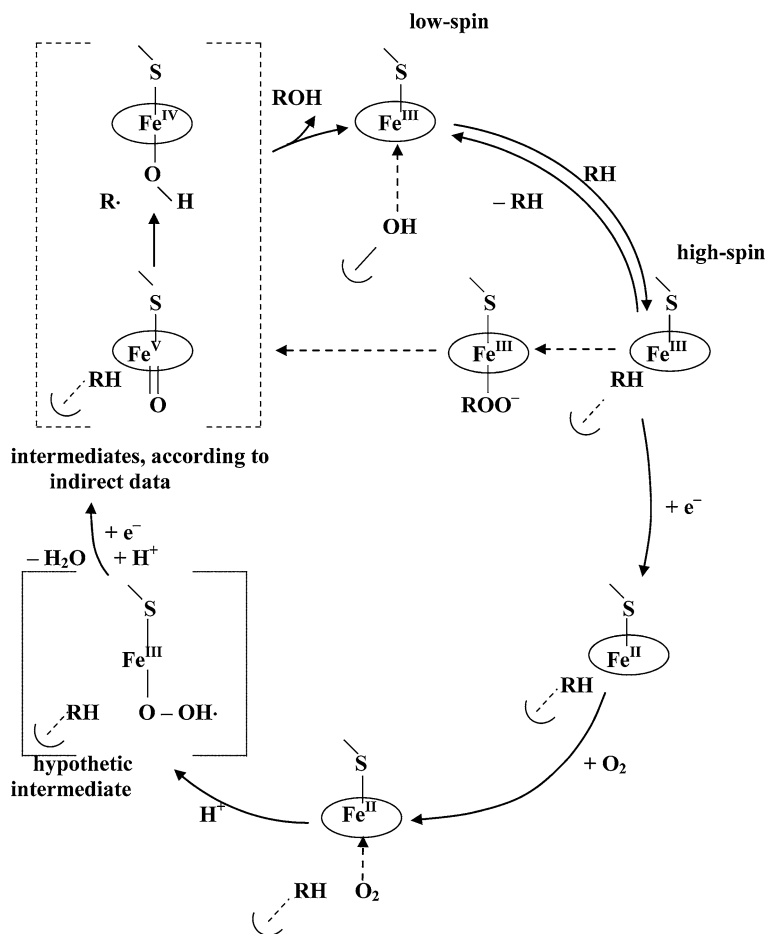 low-spin
S
S
Fe^IV
ROH
Fe^III
O
RH
R· H
– RH
OH
high-spin
S
S
S
Fe^V
Fe^III
Fe^III
RH
RH
O
ROO⁻
intermediates, according to
indirect data
+ e⁻
+ e⁻
– H₂O + H⁺
S
S
Fe^III
Fe^II
RH
RH
O – OH·
S
hypothetic
+ O₂
intermediate
H⁺
Fe^II
RH
O₂